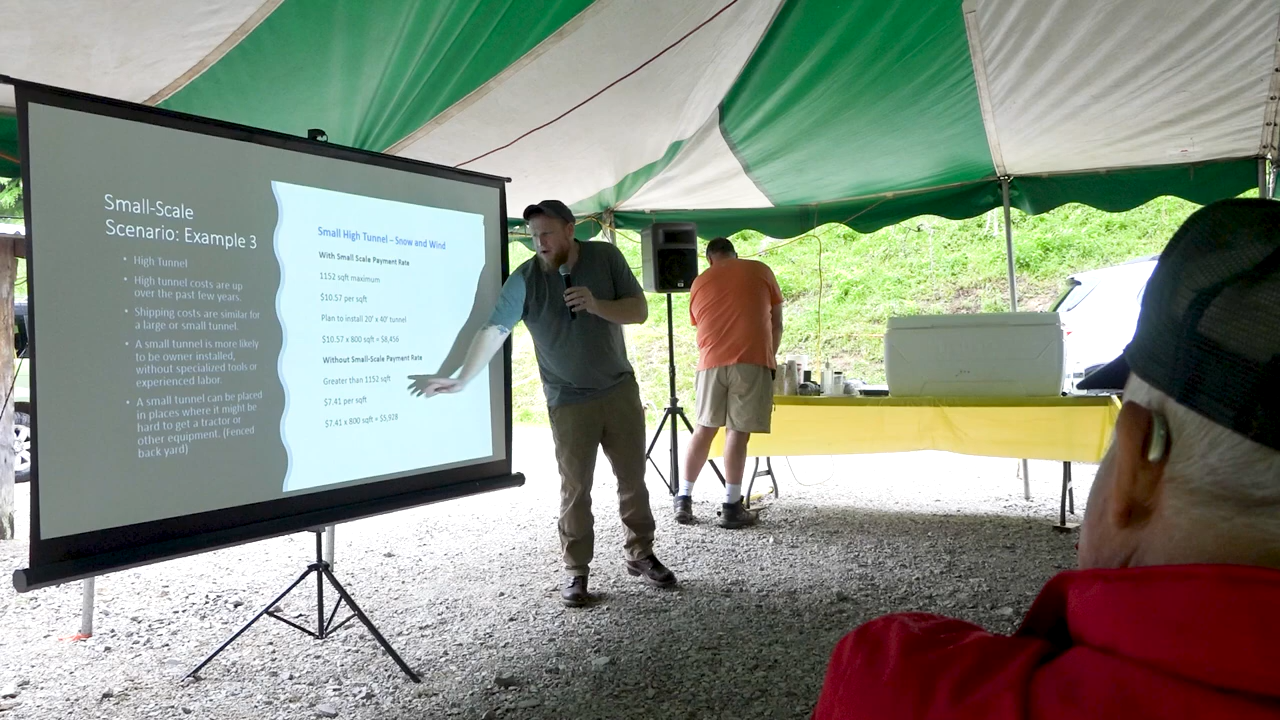 Small-Scale
Scenario: Example 3
• High Tunnel
• High tunnel costs are up
over the past few years.
• Shipping costs are similar for
a large or small tunnel.
• A small tunnel is more likely
to be owner installed,
without specialized tools or
experienced labor.
• A small tunnel can be placed
in places where it might be
hard to get a tractor or
other equipment. (Fenced
back yard)
Small High Tunnel – Snow and Wind
With Small Scale Payment Rate
1152 sqft maximum
$10.57 per sqft
Plan to install 20' x 40' tunnel
$10.57 x 800 sqft = $8,456
Without Small-Scale Payment Rate
Greater than 1152 sqft
$7.41 per sqft
$7.41 x 800 sqft = $5,928